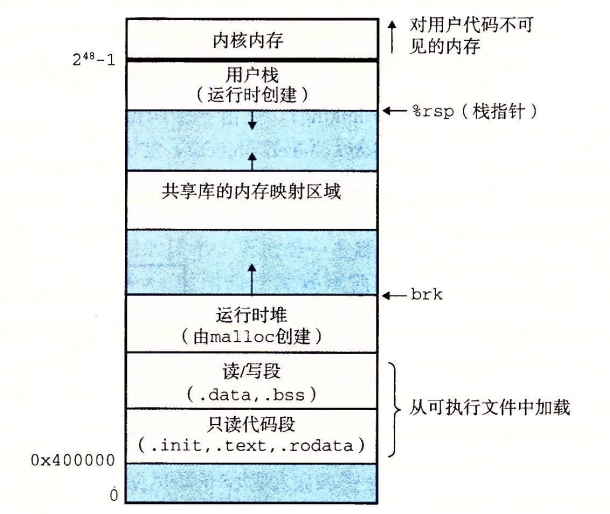 内核内存
对用户代码不可
见的内存
2⁴⁸-1
用户栈
（运行时创建）
%rsp（栈指针）
共享库的内存映射区域
brk
运行时堆
（由malloc创建）
读/写段
（.data,.bss）
从可执行文件中加载
只读代码段
（.init,.text,.rodata）
0x400000
0